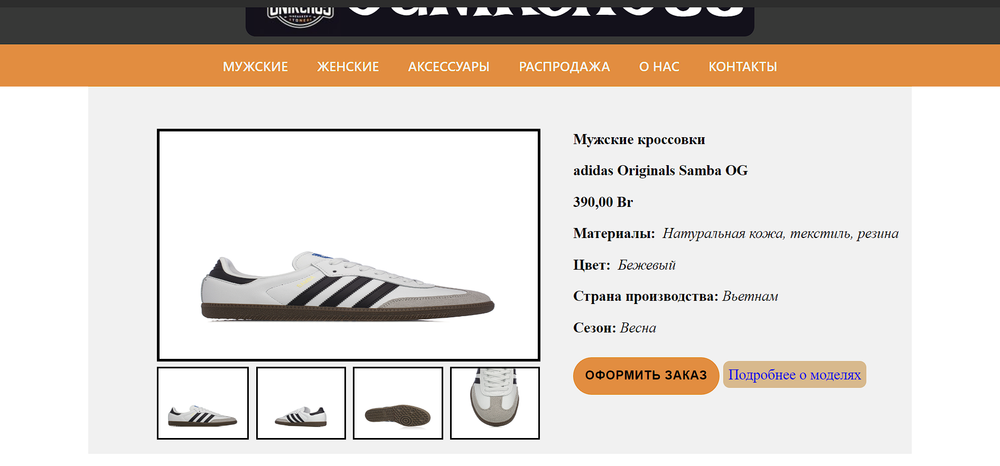 МУЖСКИЕ ЖЕНСКИЕ АКСЕССУАРЫ РАСПРОДАЖА О НАС КОНТАКТЫ
Мужские кроссовки
adidas Originals Samba OG
390,00 Br
Материалы: Натуральная кожа, текстиль, резина
Цвет: Бежевый
Страна производства: Вьетнам
Сезон: Весна
ОФОРМИТЬ ЗАКАЗ Подробнее о моделях